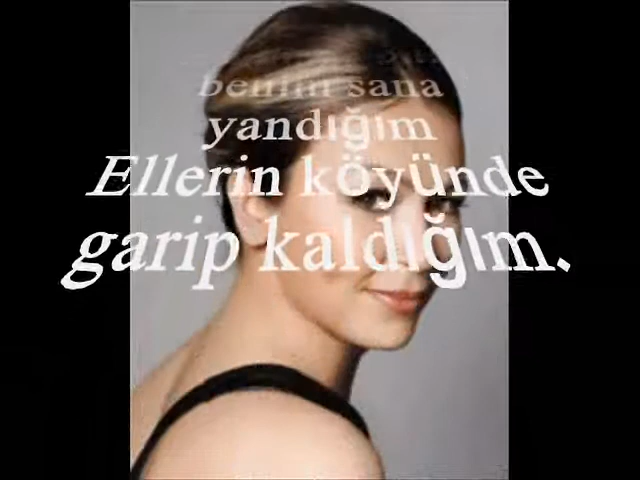 benim sana
yandığım
Ellerin köyünde
garip kaldığım.